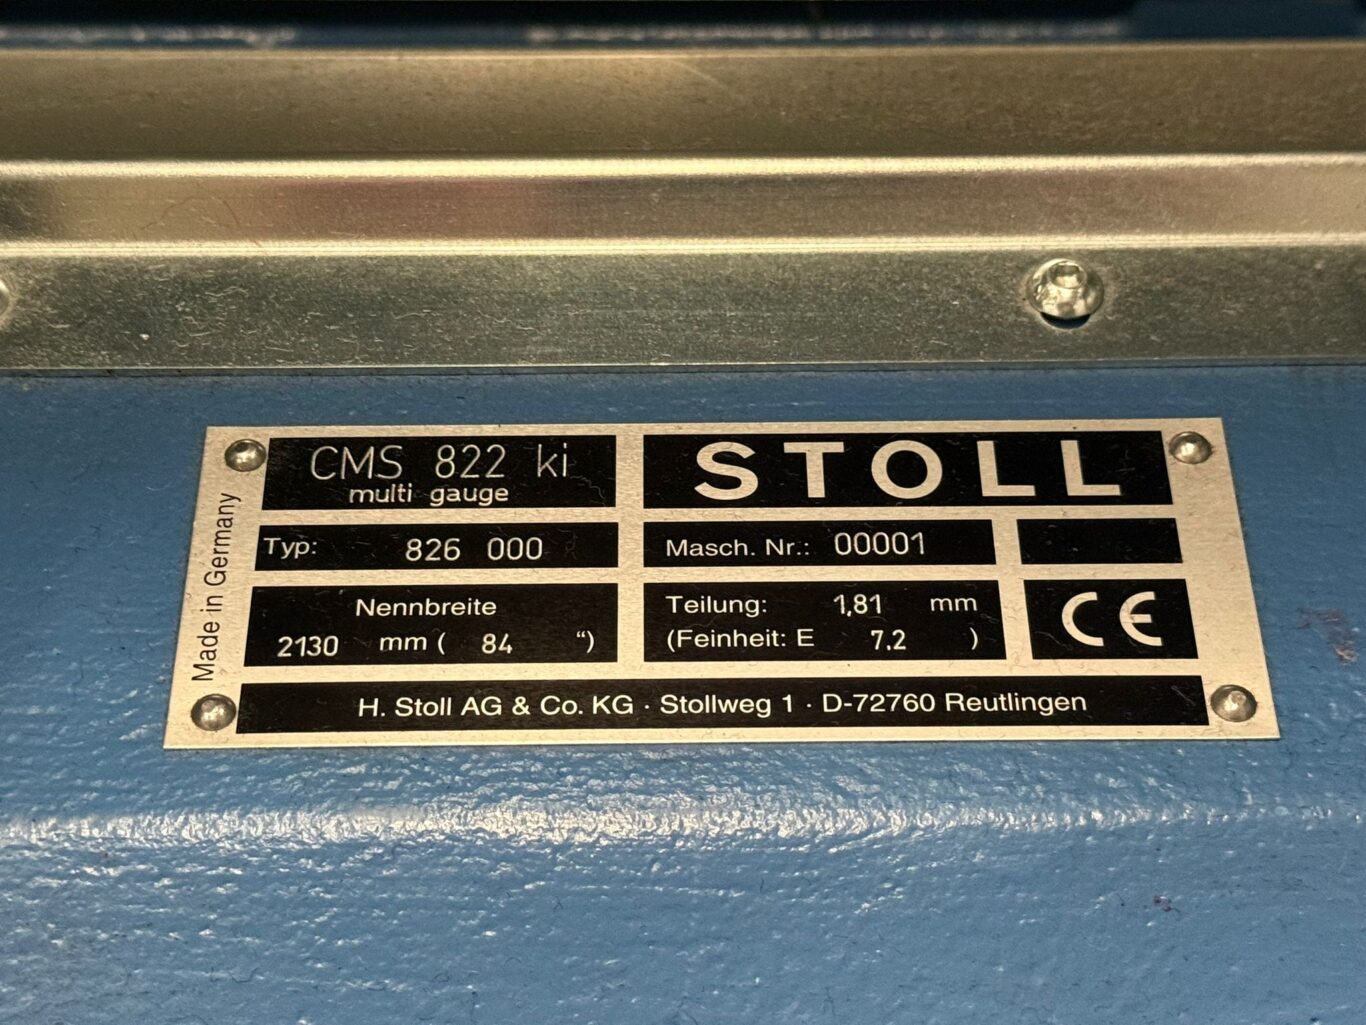 CMS 822 ki
multi gauge
STOLL
Made in Germany
Typ: 826 000
Masch. Nr.: 00001
Nennbreite
2130 mm ( 84 “)
Teilung: 1,81 mm
(Feinheit: E 7,2 )
CE
H. Stoll AG & Co. KG · Stollweg 1 · D-72760 Reutlingen